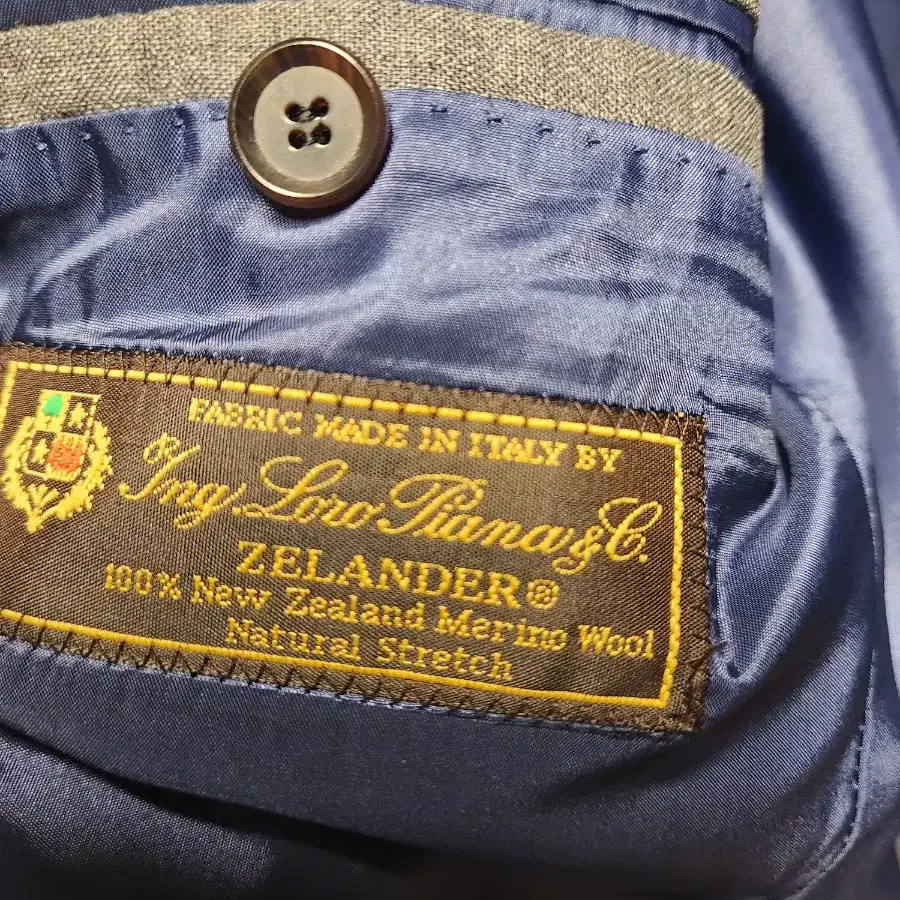 FABRIC MADE IN ITALY BY
Ing Loro Piana & C.
ZELANDER®
100% New Zealand Merino Wool
Natural Stretch